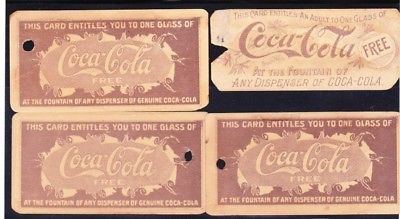 THIS CARD ENTITLES YOU TO ONE GLASS OF
Coca-Cola
FREE
AT THE FOUNTAIN OF ANY DISPENSER OF GENUINE COCA-COLA
THIS CARD ENTITLES AN ADULT TO ONE GLASS OF
Coca-Cola
FREE
AT THE FOUNTAIN OF
ANY DISPENSER OF COCA-COLA.
THIS CARD ENTITLES YOU TO ONE GLASS OF
Coca-Cola
FREE
AT THE FOUNTAIN OF ANY DISPENSER OF GENUINE COCA-COLA.
THIS CARD ENTITLES YOU TO ONE GLASS OF
Coca-Cola
FREE
AT THE FOUNTAIN OF ANY DISPENSER OF GENUINE COCA-COLA.